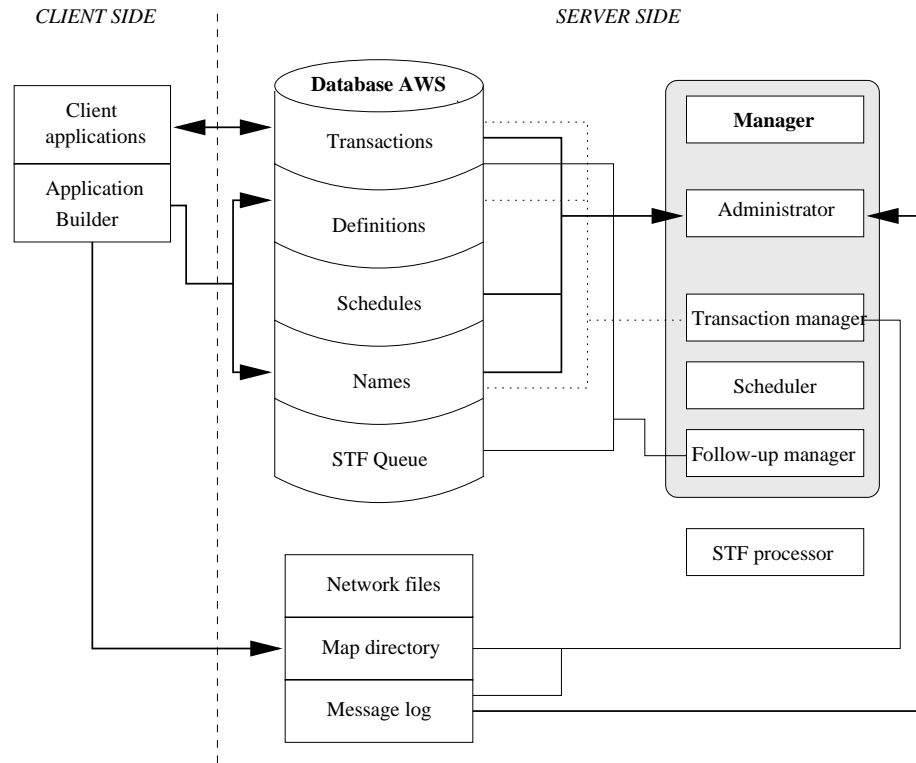 CLIENT SIDE
SERVER SIDE
Client
applications
Application
Builder
Database AWS
Transactions
Definitions
Schedules
Names
STF Queue
Manager
Administrator
Transaction manager
Scheduler
Follow-up manager
STF processor
Network files
Map directory
Message log